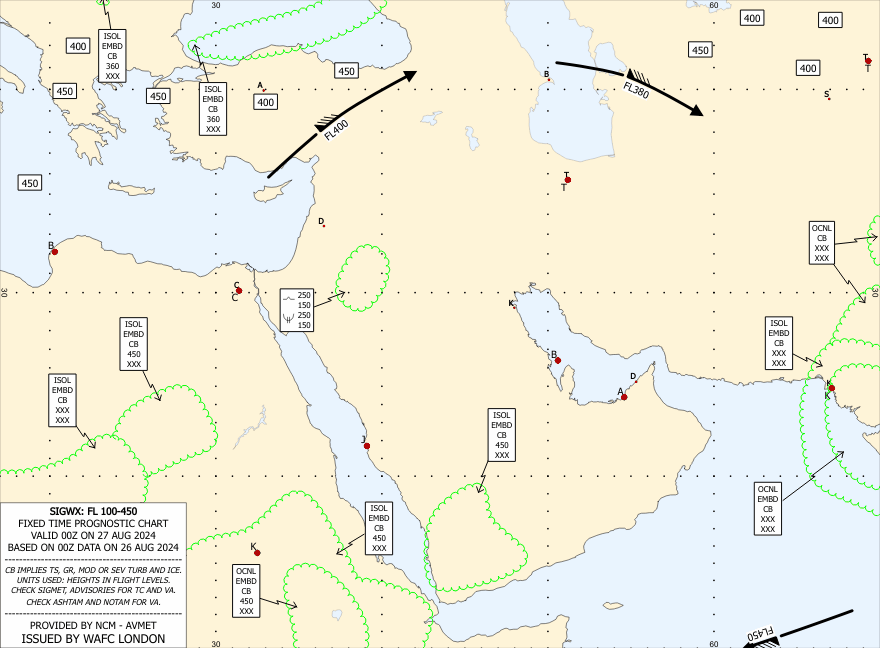 30
60
400
400
ISOL
EMBD
CB
360
XXX
400
450
450
T
T
400
450
B
A
450
450
400
ISOL
EMBD
CB
360
XXX
FL380
S
FL400
T
T
450
D
OCNL
CB
XXX
XXX
B
C
C
30
30
250
150
250
150
K
ISOL
EMBD
CB
450
XXX
ISOL
EMBD
CB
XXX
XXX
B
ISOL
EMBD
CB
XXX
XXX
D
A
K
K
ISOL
EMBD
CB
450
XXX
J
OCNL
EMBD
CB
XXX
XXX
ISOL
EMBD
CB
450
XXX
K
OCNL
EMBD
CB
450
XXX
SIGWX: FL 100-450
FIXED TIME PROGNOSTIC CHART
VALID 00Z ON 27 AUG 2024
BASED ON 00Z DATA ON 26 AUG 2024
CB IMPLIES TS, GR, MOD OR SEV TURB AND ICE.
UNITS USED: HEIGHTS IN FLIGHT LEVELS.
CHECK SIGMET, ADVISORIES FOR TC AND VA.
CHECK ASHTAM AND NOTAM FOR VA.
PROVIDED BY NCM - AVMET
ISSUED BY WAFC LONDON
FL450
30
60